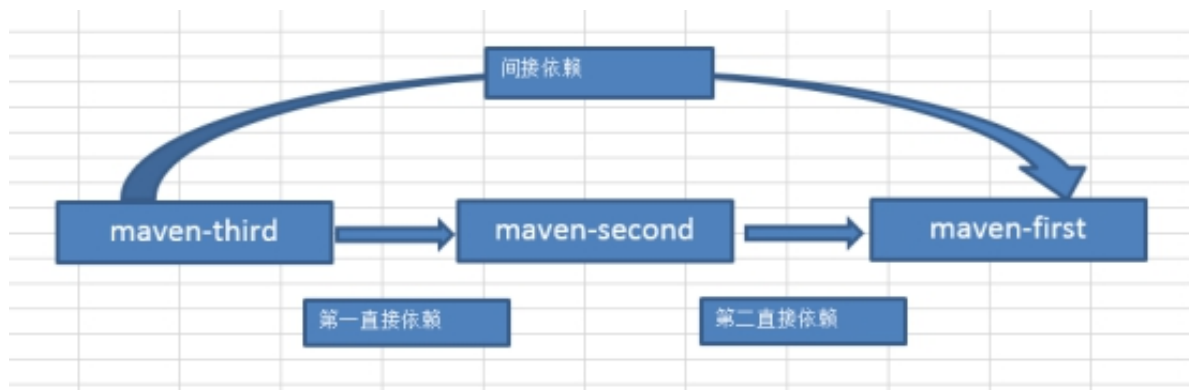 间接依赖
maven-third
maven-second
maven-first
第一直接依赖
第二直接依赖